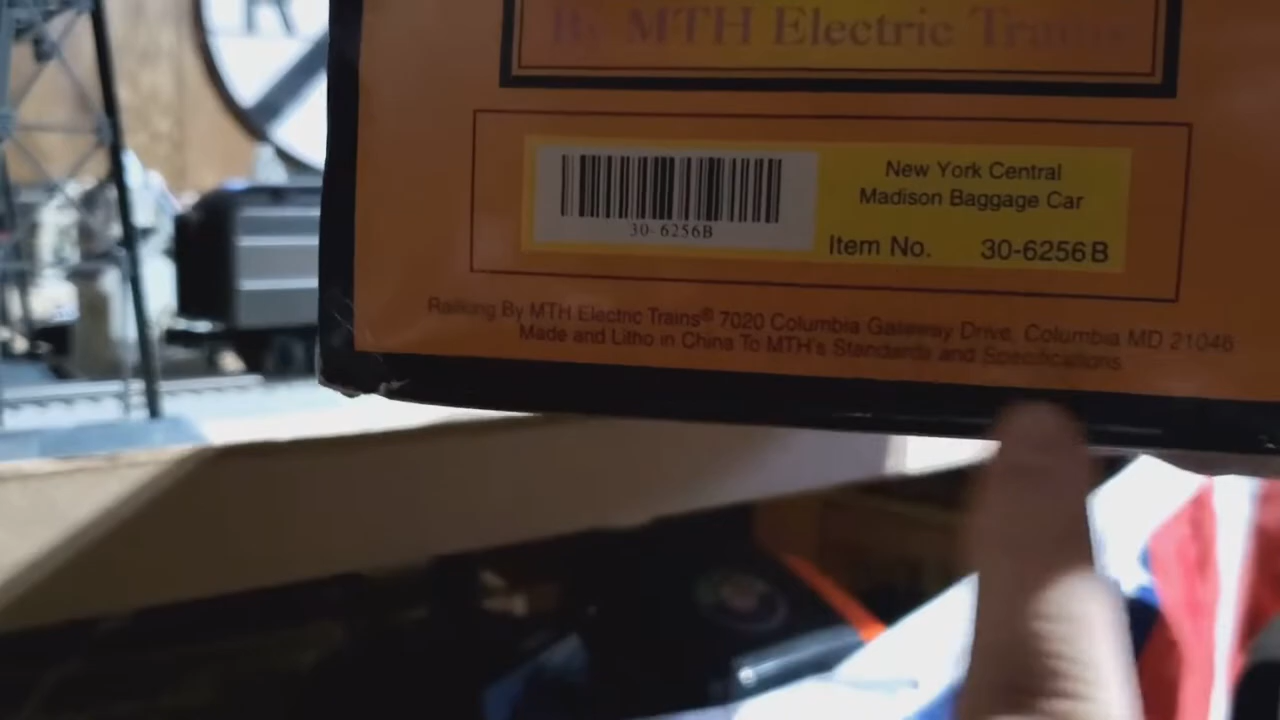 R
By MTH Electric Trains
New York Central
Madison Baggage Car
30-6256B
Item No. 30-6256B
Railking By MTH Electric Trains® 7020 Columbia Gateway Drive, Columbia MD 21046
Made and Litho in China To MTH's Standards and Specifications